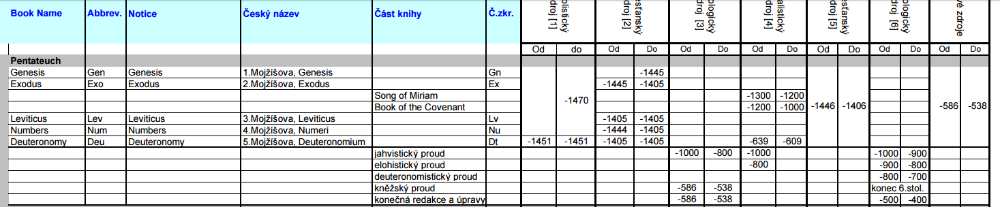 Book Name Abbrev. Notice Český název Část knihy Č.zkr. olistický droj [1] esťanský droj [2] ologický droj [3] alistický droj [4] esťanský droj [5] ologický droj [6] vé zdroje
Od do Od Do Od Do Od Do Od Do Od Do Od Do
Pentateuch
Genesis Gen Genesis 1.Mojžíšova, Genesis Gn -1445
Exodus Exo Exodus 2.Mojžíšova, Exodus Ex -1445 -1405
Song of Miriam -1300 -1200
-1470
Book of the Covenant -1200 -1000 -1446 -1406 -586 -538
Leviticus Lev Leviticus 3.Mojžíšova, Leviticus Lv -1405 -1405
Numbers Num Numbers 4.Mojžíšova, Numeri Nu -1444 -1405
Deuteronomy Deu Deuteronomy 5.Mojžíšova, Deuteronomium Dt -1451 -1451 -1405 -1405 -639 -609
jahvistický proud -1000 -800 -1000 -1000 -900
elohistický proud -800 -900 -800
deuteronomistický proud -800 -700
kněžský proud -586 -538 konec 6.stol.
konečná redakce a úpravy -586 -538 -500 -400